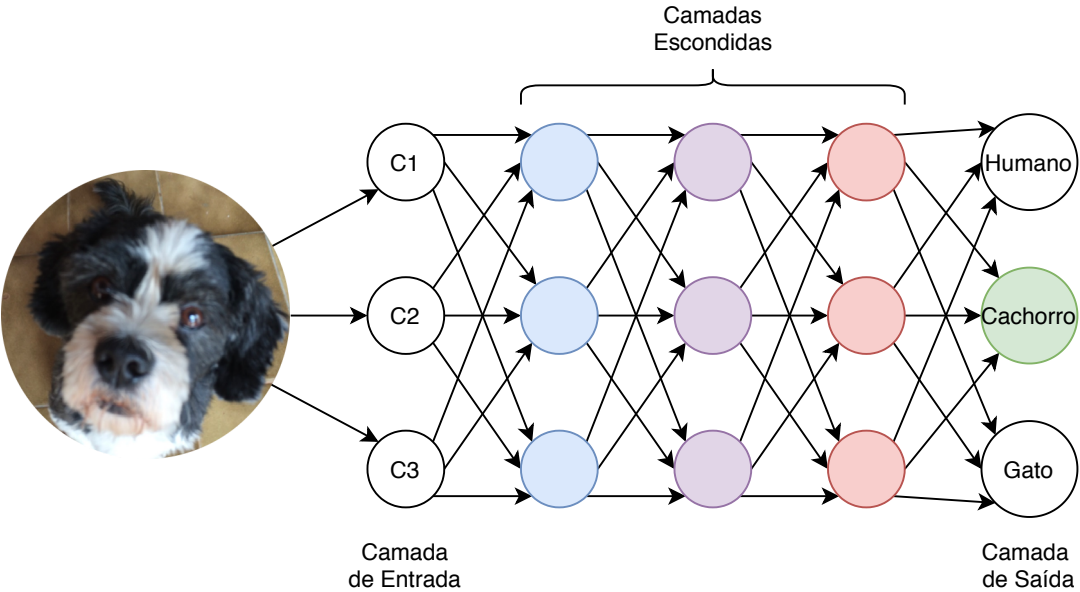 Camadas
Escondidas
C1
Humano
C2
Cachorro
C3
Gato
Camada
de Entrada
Camada
de Saída